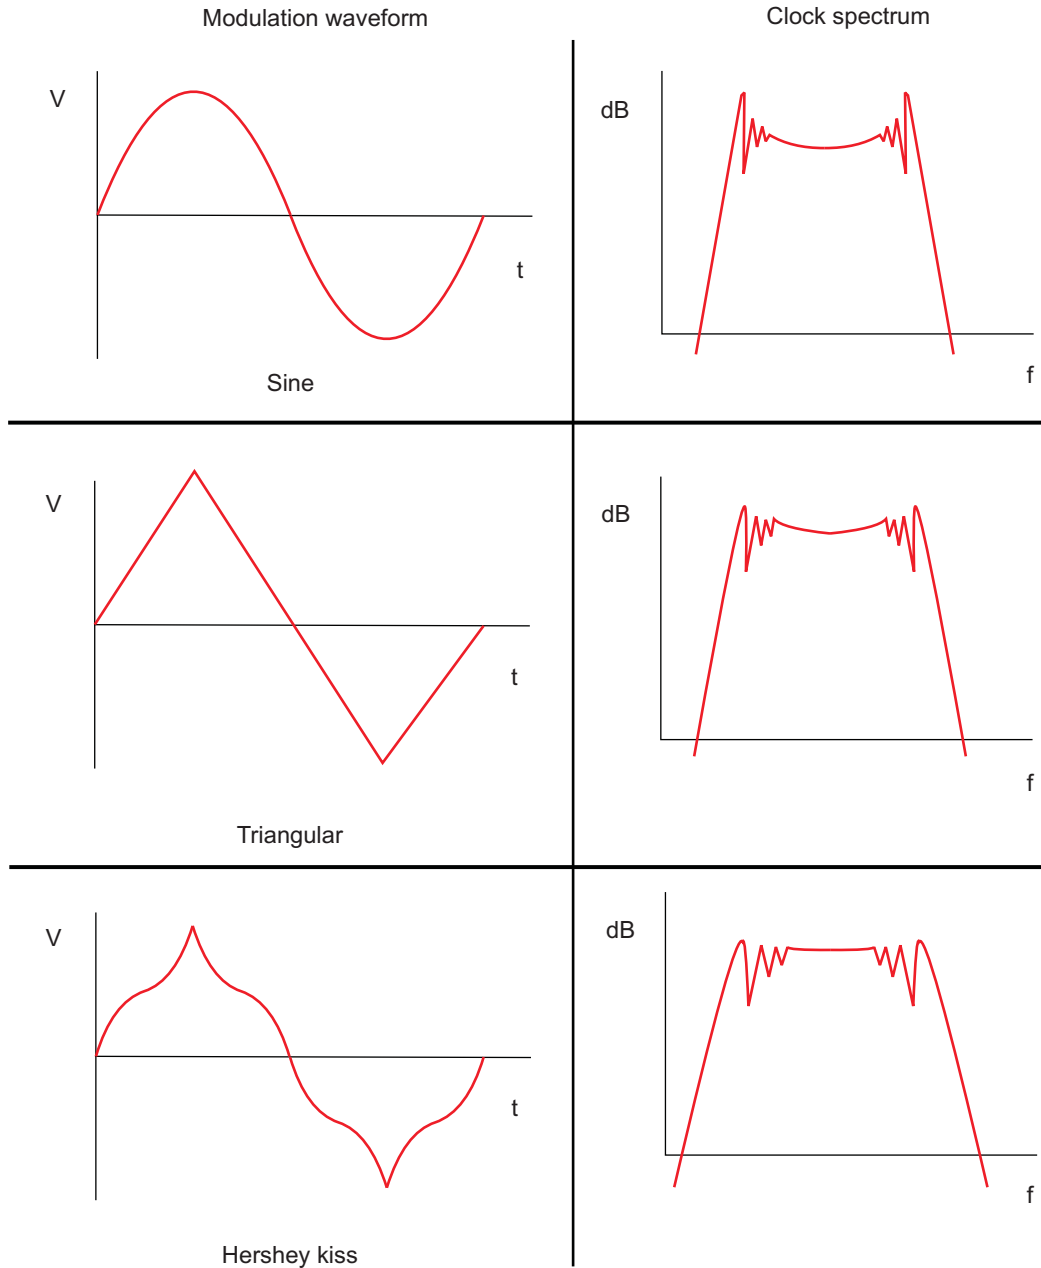 Modulation waveform
Clock spectrum
V
t
Sine
dB
f
V
t
Triangular
dB
f
V
t
Hershey kiss
dB
f